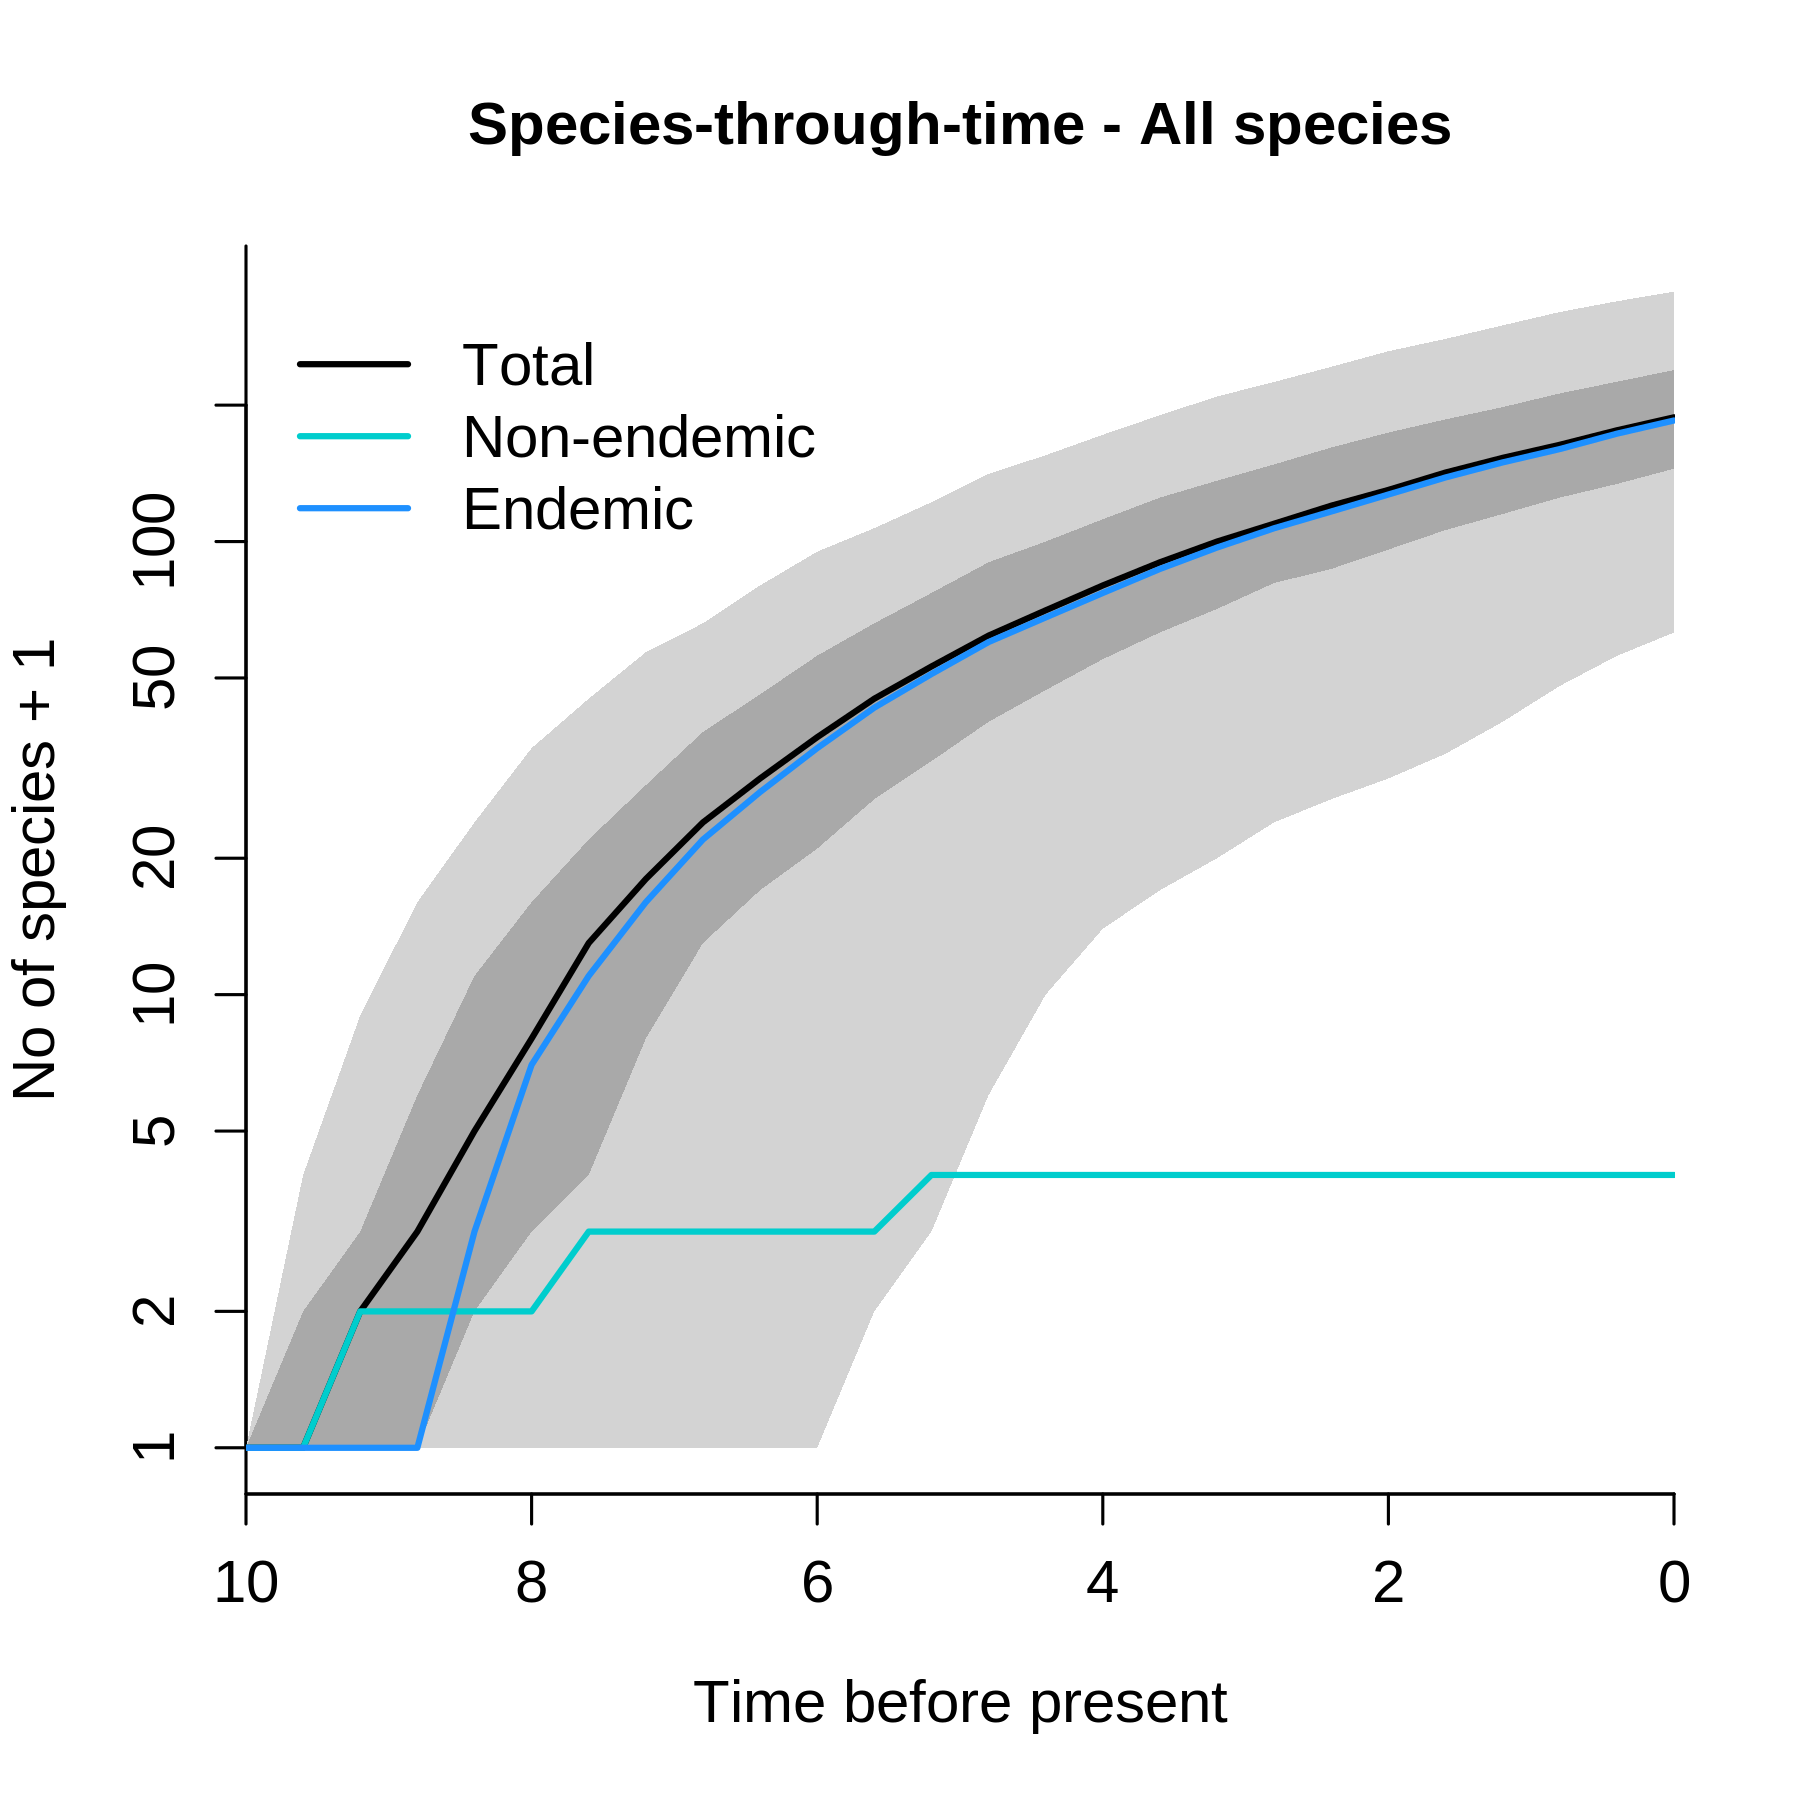 Species-through-time - All species
Total
Non-endemic
Endemic
No of species + 1
100
50
20
10
5
2
1
10 8 6 4 2 0
Time before present